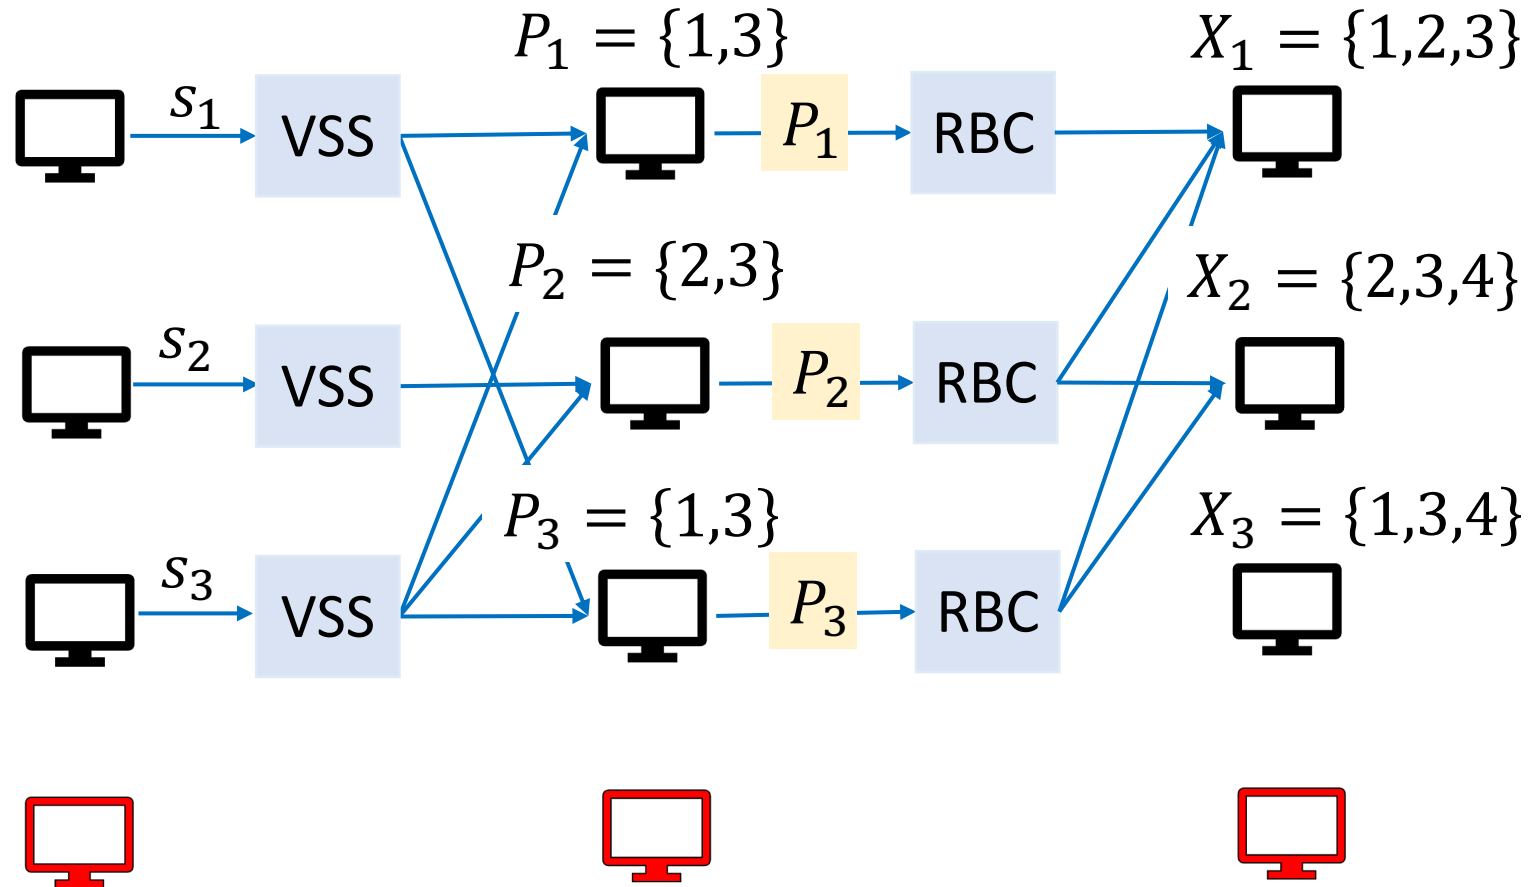 P₁ = {1,3}
X₁ = {1,2,3}
s₁
VSS
P₁
RBC
P₂ = {2,3}
X₂ = {2,3,4}
s₂
VSS
P₂
RBC
P₃ = {1,3}
X₃ = {1,3,4}
s₃
VSS
P₃
RBC